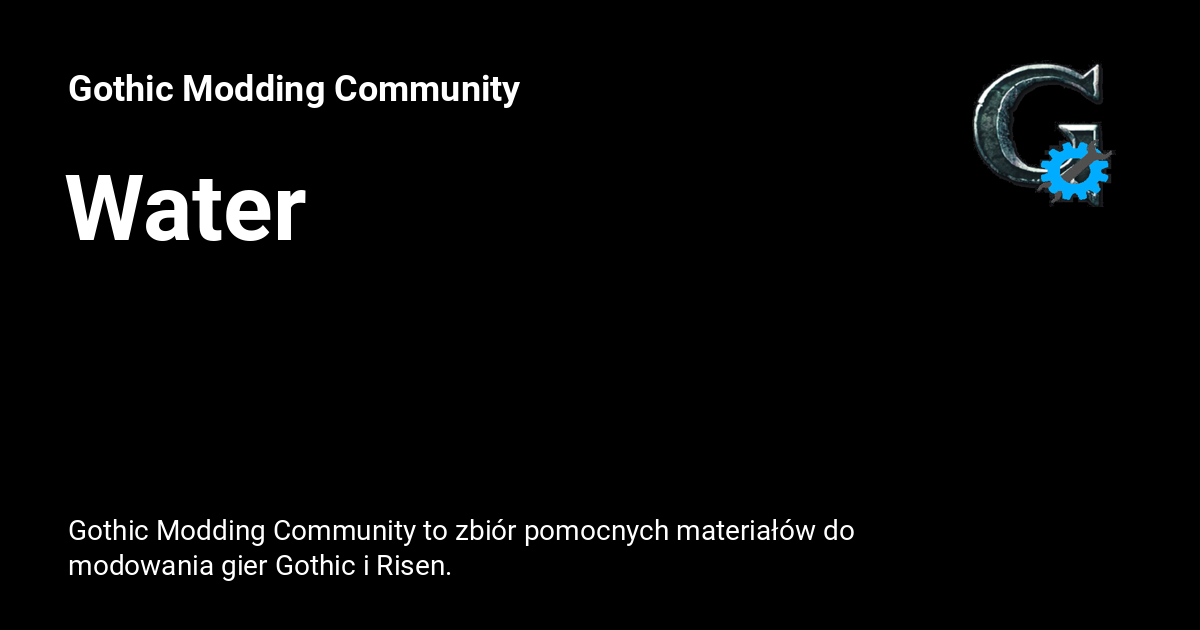 Gothic Modding Community
Water
Gothic Modding Community to zbiór pomocnych materiałów do
modowania gier Gothic i Risen.